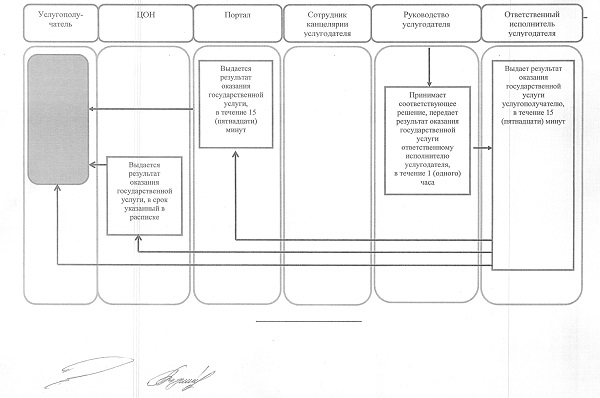 Услугополу-
чатель
ЦОН
Портал
Сотрудник
канцелярии
услугодателя
Руководство
услугодателя
Ответственный
исполнитель
услугодателя
Выдается
результат
оказания
государственной
услуги,
в течение 15
(пятнадцати)
минут
Выдается
результат
оказания
государственной
услуги, в срок
указанный в
расписке
Принимает
соответствующее
решение, передает
результат оказания
государственной
услуги
ответственному
исполнителю
услугодателя,
в течение 1 (одного)
часа
Выдает результат
оказания
государственной
услуги
услугополучателю,
в течение 15
(пятнадцати)
минут